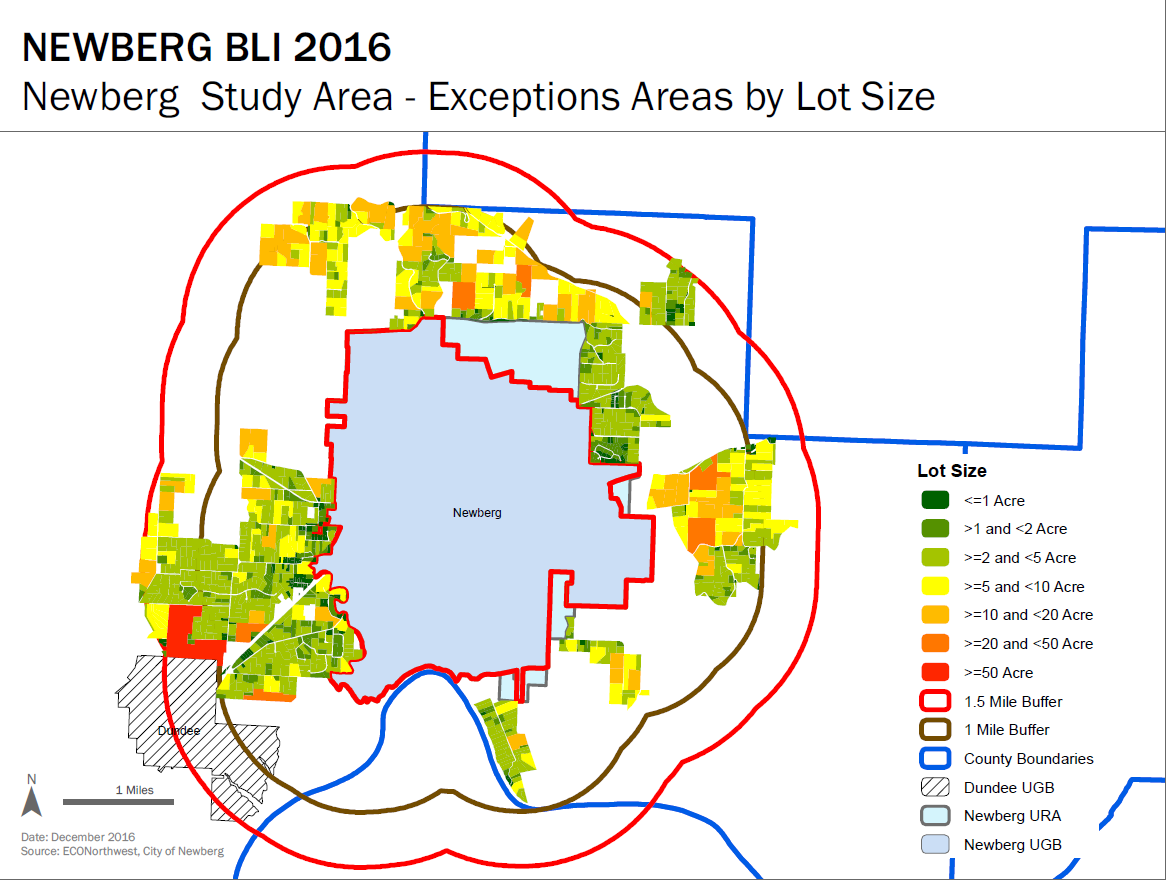 NEWBERG BLI 2016
Newberg Study Area - Exceptions Areas by Lot Size
Newberg
Lot Size
<=1 Acre
>1 and <2 Acre
>=2 and <5 Acre
>=5 and <10 Acre
>=10 and <20 Acre
>=20 and <50 Acre
>=50 Acre
1.5 Mile Buffer
1 Mile Buffer
County Boundaries
Dundee UGB
Newberg URA
Newberg UGB
Dundee
N
1 Miles
Date: December 2016
Source: ECONorthwest, City of Newberg